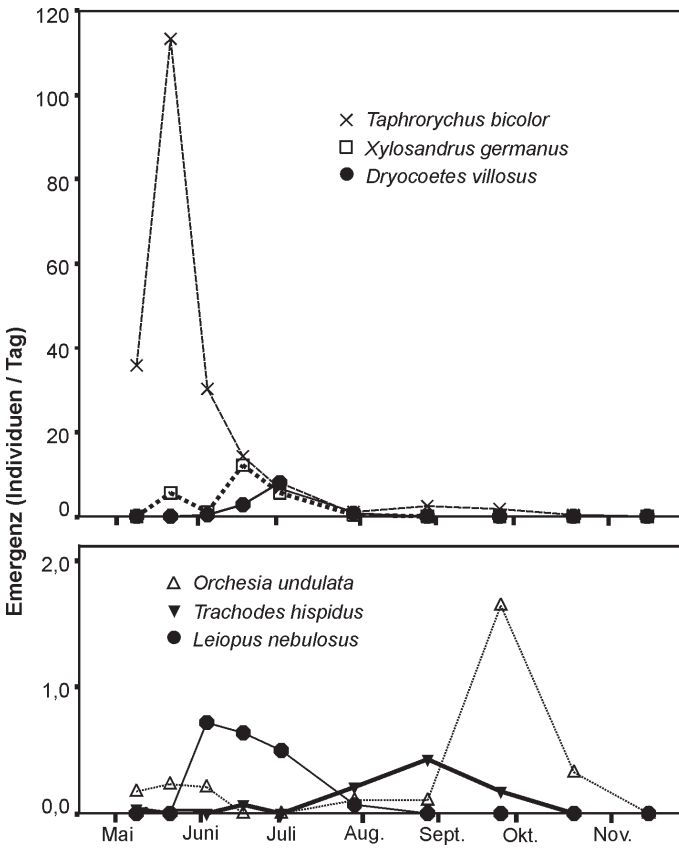 120
100
80
60
40
20
0
Taphrorychus bicolor
Xylosandrus germanus
Dryocoetes villosus
Emergenz (Individuen / Tag)
2,0
1,0
0,0
Orchesia undulata
Trachodes hispidus
Leiopus nebulosus
Mai Juni Juli Aug. Sept. Okt. Nov.